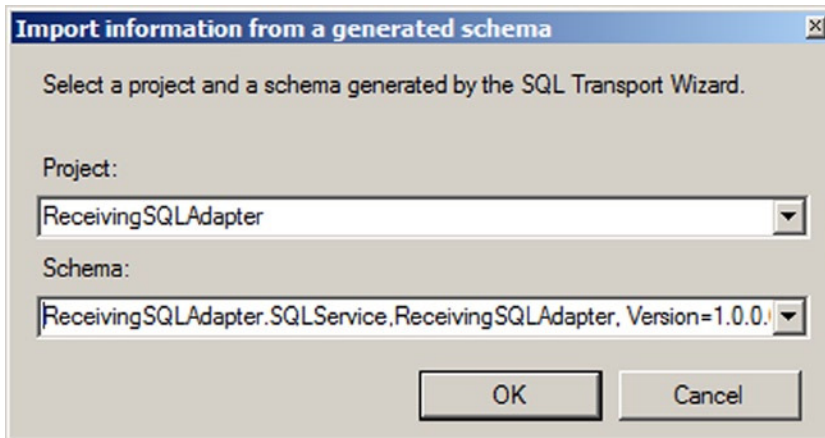 Import information from a generated schema
Select a project and a schema generated by the SQL Transport Wizard.
Project:
ReceivingSQLAdapter
Schema:
ReceivingSQLAdapter.SQLService,ReceivingSQLAdapter, Version=1.0.0.
OK
Cancel